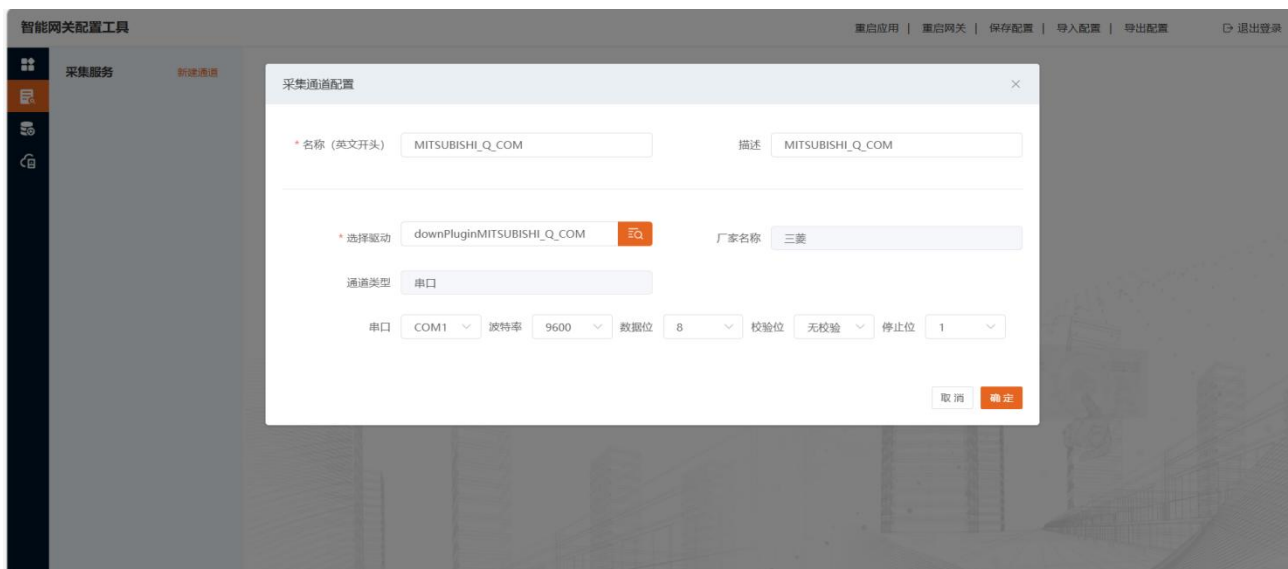 智能网关配置工具 重启应用 | 重启网关 | 保存配置 | 导入配置 | 导出配置 退出登录
采集服务 新建通道
采集通道配置
* 名称 (英文开头) MITSUBISHI_Q_COM 描述 MITSUBISHI_Q_COM
* 选择驱动 downPluginMITSUBISHI_Q_COM 厂家名称 三菱
通道类型 串口
串口 COM1 波特率 9600 数据位 8 校验位 无校验 停止位 1
取消 确定